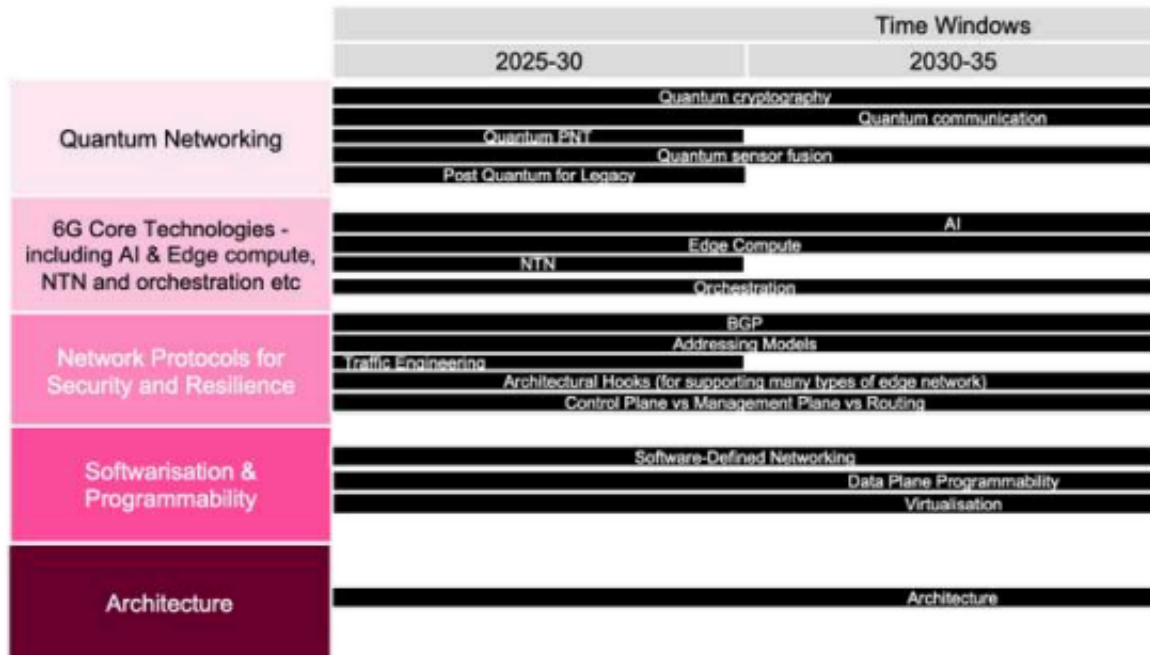 Time Windows
2025-30 2030-35
Quantum Networking
Quantum cryptography
Quantum communication
Quantum PNT
Quantum sensor fusion
Post Quantum for Legacy
6G Core Technologies -
including AI & Edge compute,
NTN and orchestration etc
AI
Edge Compute
NTN
Orchestration
Network Protocols for
Security and Resilience
BGP
Addressing Models
Traffic Engineering
Architectural Hooks (for supporting many types of edge network)
Control Plane vs Management Plane vs Routing
Softwarisation &
Programmability
Software-Defined Networking
Data Plane Programmability
Virtualisation
Architecture
Architecture